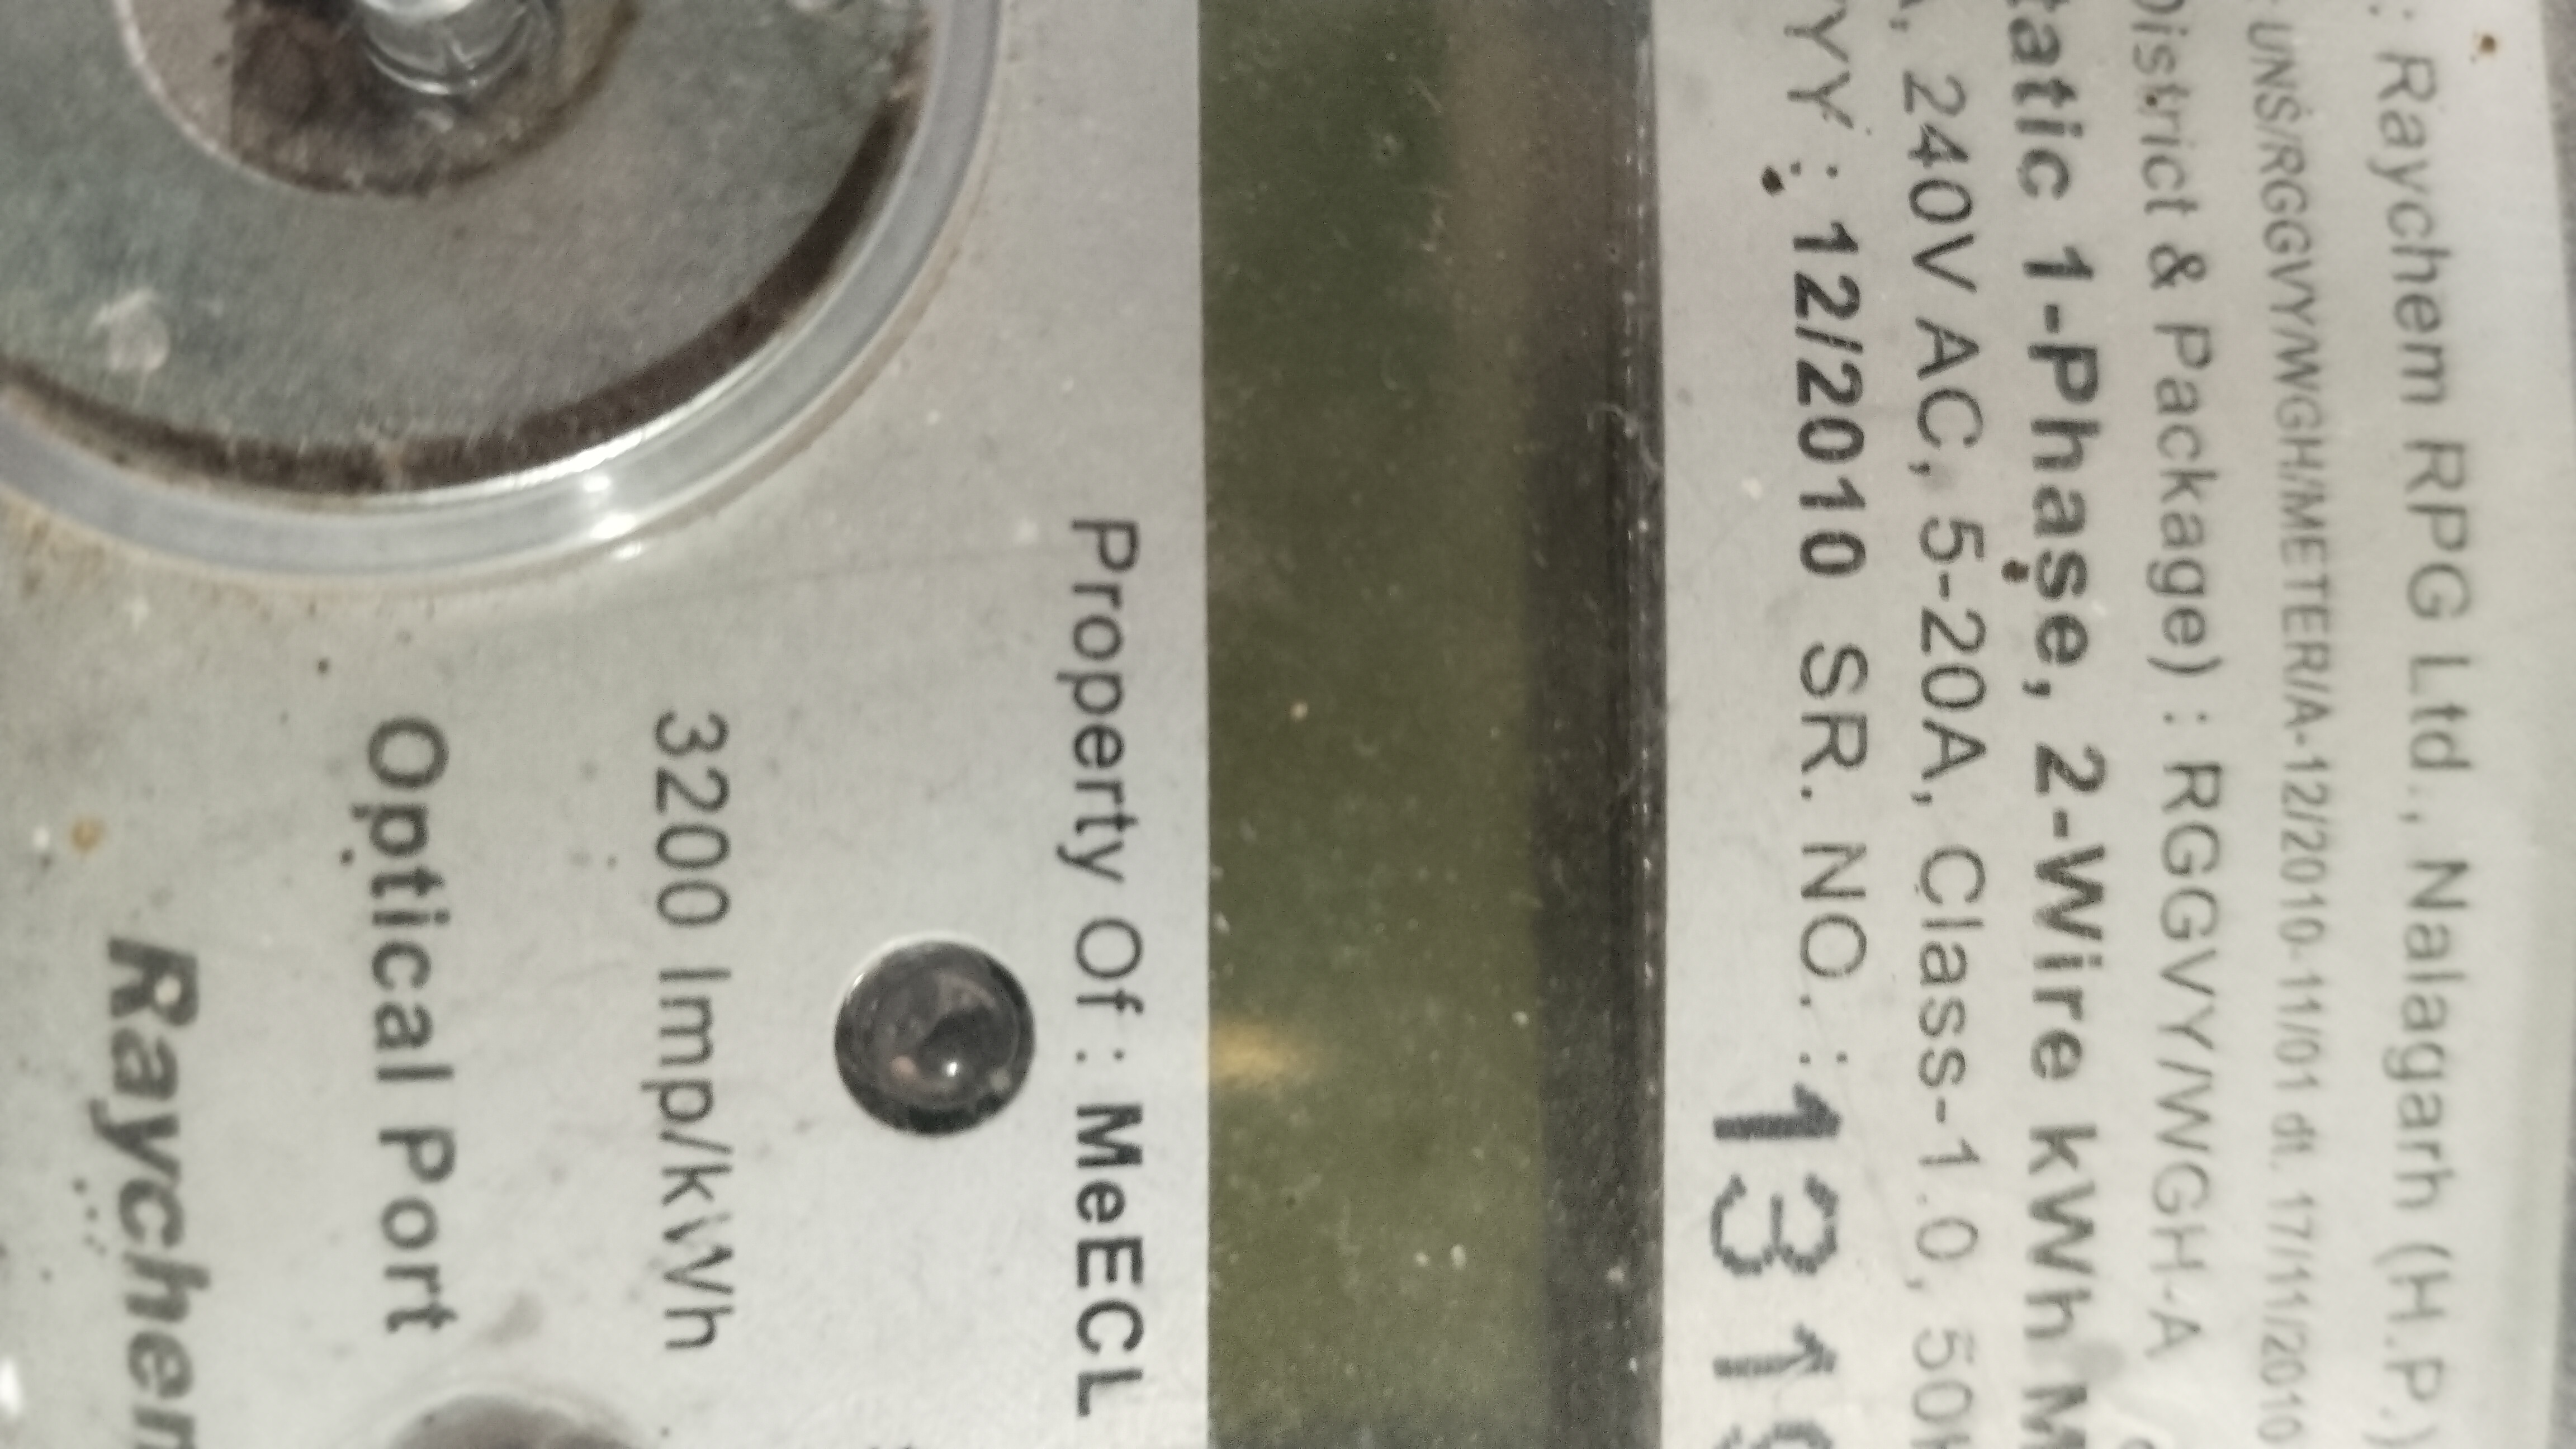 : Raychem RPG Ltd., Nalagarh (H.P.)
: UNS/RGGVY/WGH/METER/A-12/2010-11/01 dt. 17/11/2010
District & Package) : RGGVY/WGH-A
tatic 1-Phase, 2-Wire kWh M
A, 240V AC, 5-20A, Class-1.0, 50H
YY : 12/2010 SR. NO. : 1319
Property Of : MeECL
3200 Imp/kWh
Optical Port
Raychem